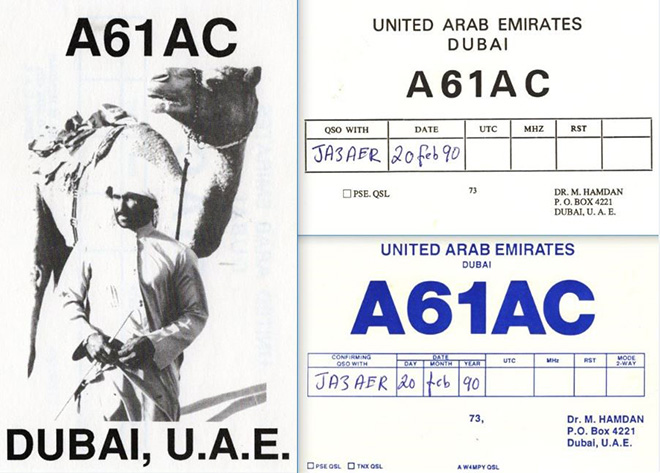 A61AC
DUBAI, U.A.E.
UNITED ARAB EMIRATES
DUBAI
A61AC
QSO WITH DATE UTC MHZ RST
JA3AER 20 feb 90
PSE. QSL 73 DR. M. HAMDAN
P. O. BOX 4221
DUBAI, U. A. E.
UNITED ARAB EMIRATES
DUBAI
A61AC
CONFIRMING QSO WITH DAY DATE MONTH YEAR UTC MHz RST MODE 2-WAY
JA3AER 20 feb 90
73, Dr. M. HAMDAN
P.O. Box 4221
Dubai, U.A.E.
PSE QSL TNX QSL A W4MPY QSL